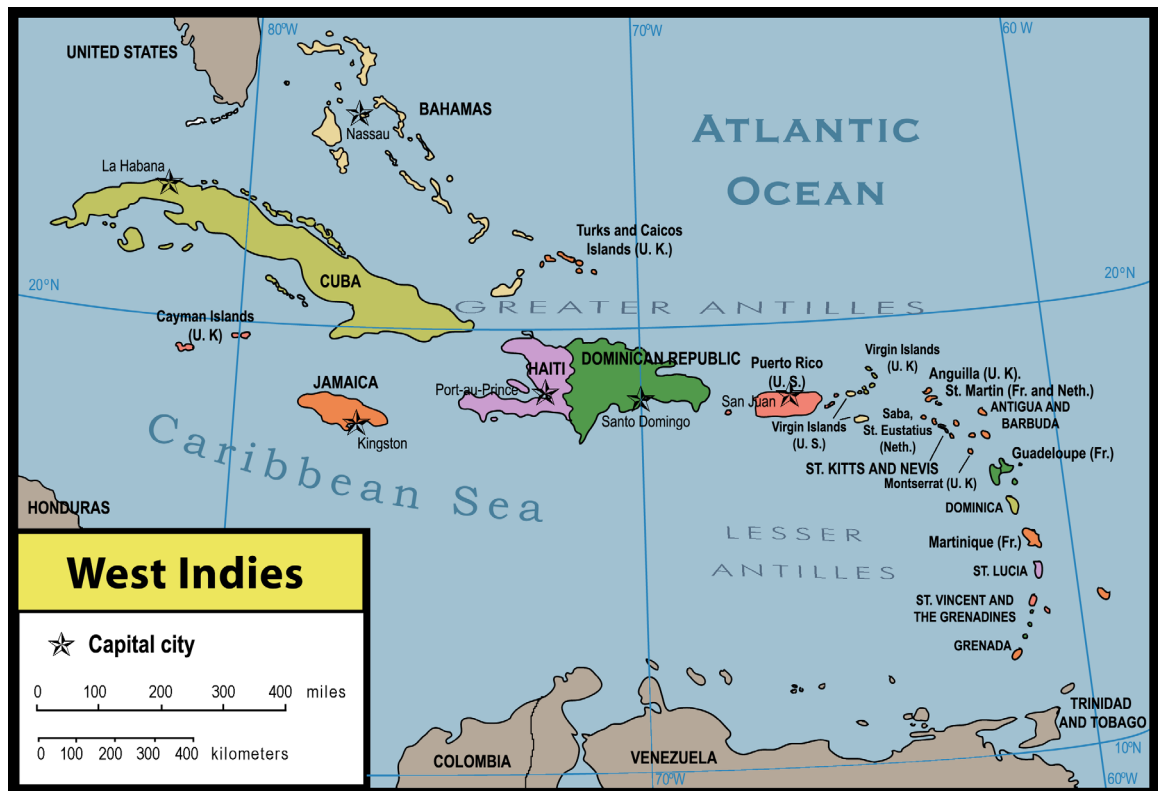 80°W
70°W
60 W
UNITED STATES
BAHAMAS
Nassau
ATLANTIC
OCEAN
La Habana
Turks and Caicos
Islands (U. K.)
CUBA
20°N
20°N
GREATER ANTILLES
Cayman Islands
(U. K)
HAITI
DOMINICAN REPUBLIC
Puerto Rico
(U. S.)
Virgin Islands
(U. K)
Anguilla (U. K).
St. Martin (Fr. and Neth.)
JAMAICA
Port-au-Prince
San Juan
Santo Domingo
Kingston
Virgin Islands
(U. S.)
Saba,
St. Eustatius
(Neth.)
ANTIGUA AND
BARBUDA
ST. KITTS AND NEVIS
Guadeloupe (Fr.)
Montserrat (U. K)
Caribbean Sea
HONDURAS
DOMINICA
LESSER
ANTILLES
Martinique (Fr.)
ST. LUCIA
ST. VINCENT AND
THE GRENADINES
GRENADA
West Indies
Capital city
0 100 200 300 400 miles
0 100 200 300 400 kilometers
COLOMBIA
VENEZUELA
TRINIDAD
AND TOBAGO
10°N
70°W
60°W